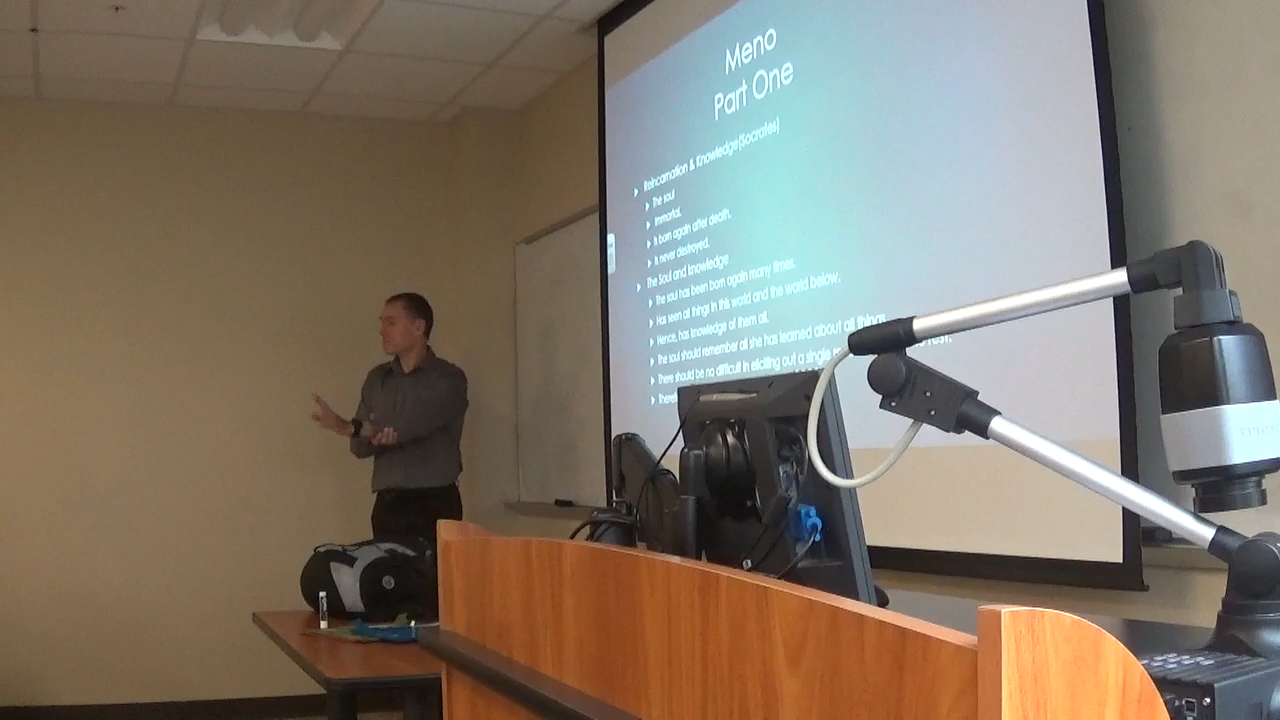 Meno
Part One
Reincarnation & Knowledge(Socrates)
The soul
Immortal.
Is born again after death.
Is never destroyed.
The Soul and knowledge
The soul has been born again many times.
Has seen all things in this world and the world below.
Hence, has knowledge of them all.
The soul should remember all she has learned about all things.
There should be no difficult in eliciting out a single